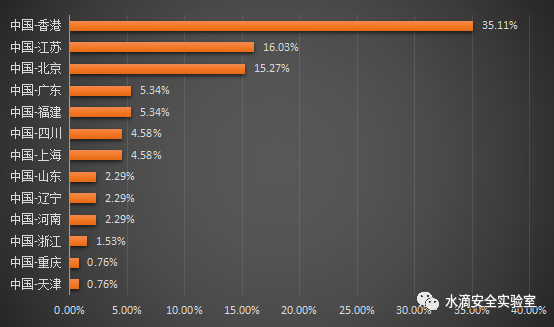 中国-香港 35.11%
中国-江苏 16.03%
中国-北京 15.27%
中国-广东 5.34%
中国-福建 5.34%
中国-四川 4.58%
中国-上海 4.58%
中国-山东 2.29%
中国-辽宁 2.29%
中国-河南 2.29%
中国-浙江 1.53%
中国-重庆 0.76%
中国-天津 0.76%
水滴安全实验室
0.00% 5.00% 10.00% 15.00% 20.00% 25.00% 30.00% 35.00% 40.00%